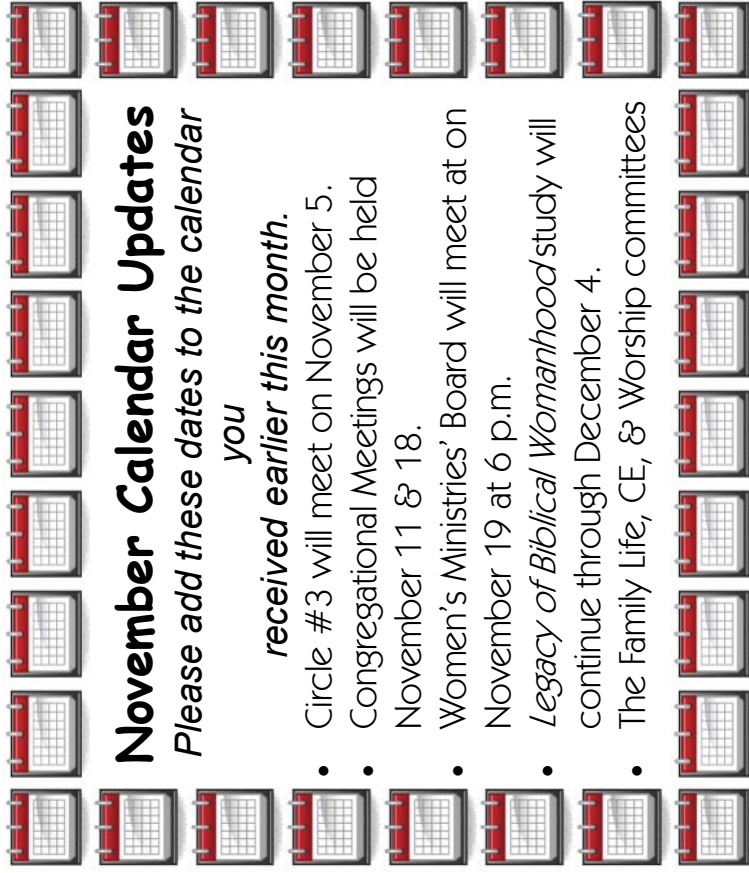 November Calendar Updates
Please add these dates to the calendar
you
received earlier this month.
• Circle #3 will meet on November 5.
• Congregational Meetings will be held
November 11 & 18.
• Women's Ministries' Board will meet at on
November 19 at 6 p.m.
• Legacy of Biblical Womanhood study will
continue through December 4.
• The Family Life, CE, & Worship committees